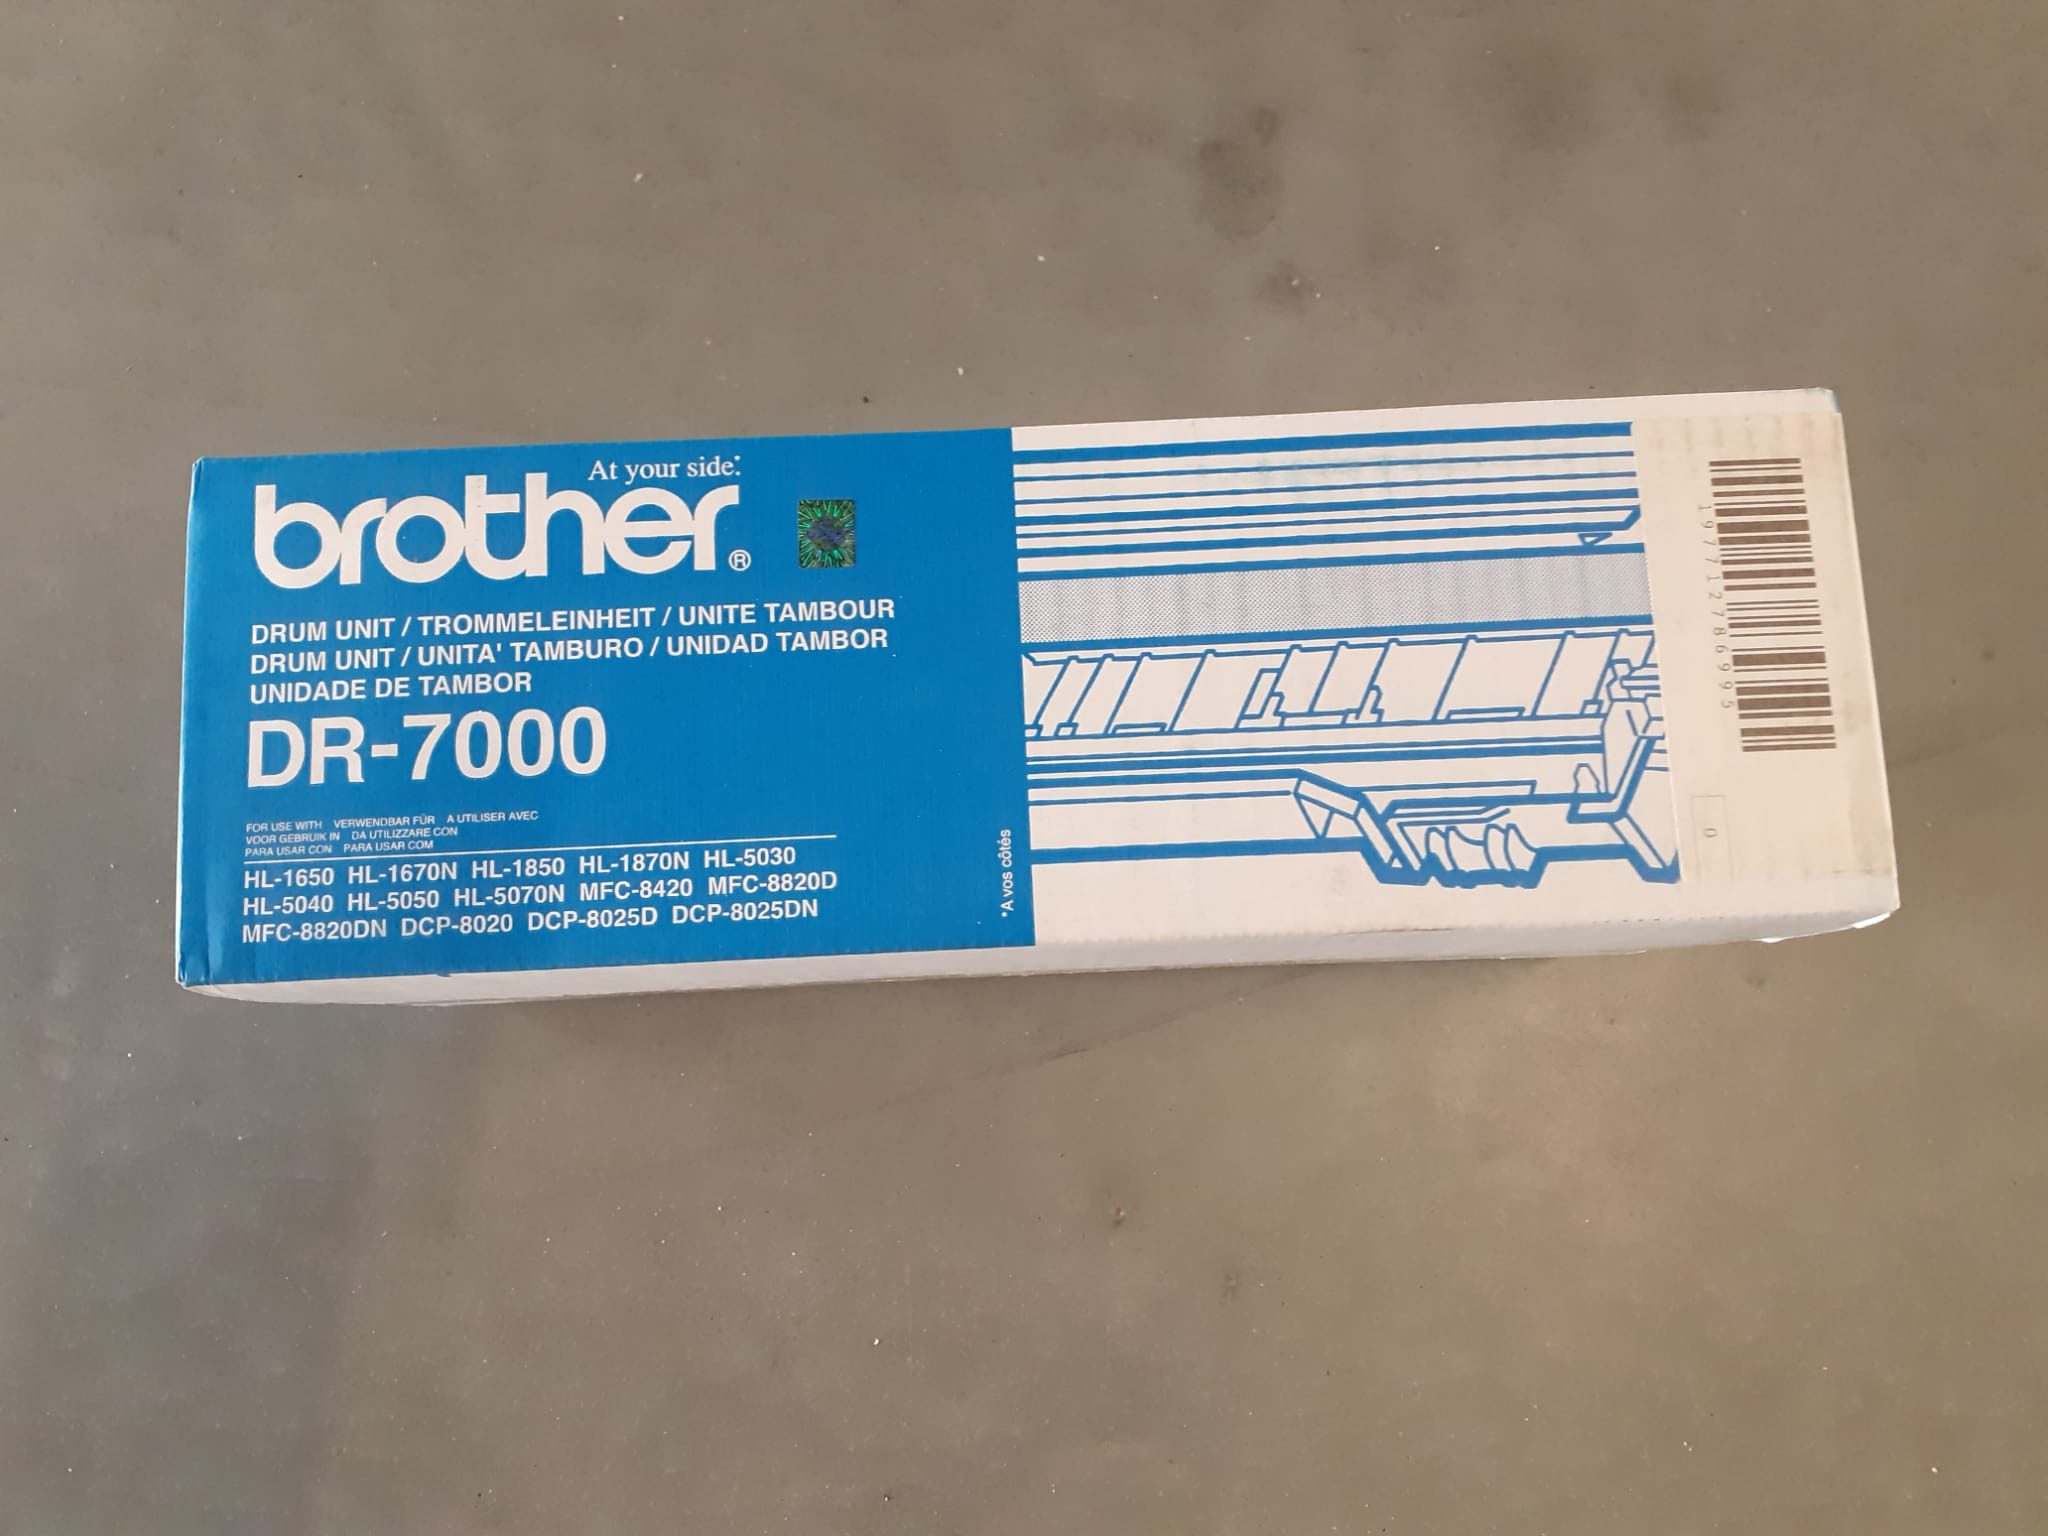 At your side.
brother®
DRUM UNIT / TROMMELEINHEIT / UNITE TAMBOUR
DRUM UNIT / UNITA' TAMBURO / UNIDAD TAMBOR
UNIDADE DE TAMBOR
DR-7000
FOR USE WITH VERWENDBAR FÜR A UTILISER AVEC
VOOR GEBRUIK IN DA UTILIZZARE CON
PARA USAR CON PARA USAR COM
HL-1650 HL-1670N HL-1850 HL-1870N HL-5030
HL-5040 HL-5050 HL-5070N MFC-8420 MFC-8820D
MFC-8820DN DCP-8020 DCP-8025D DCP-8025DN
*A vos côtés
1977712786995
0